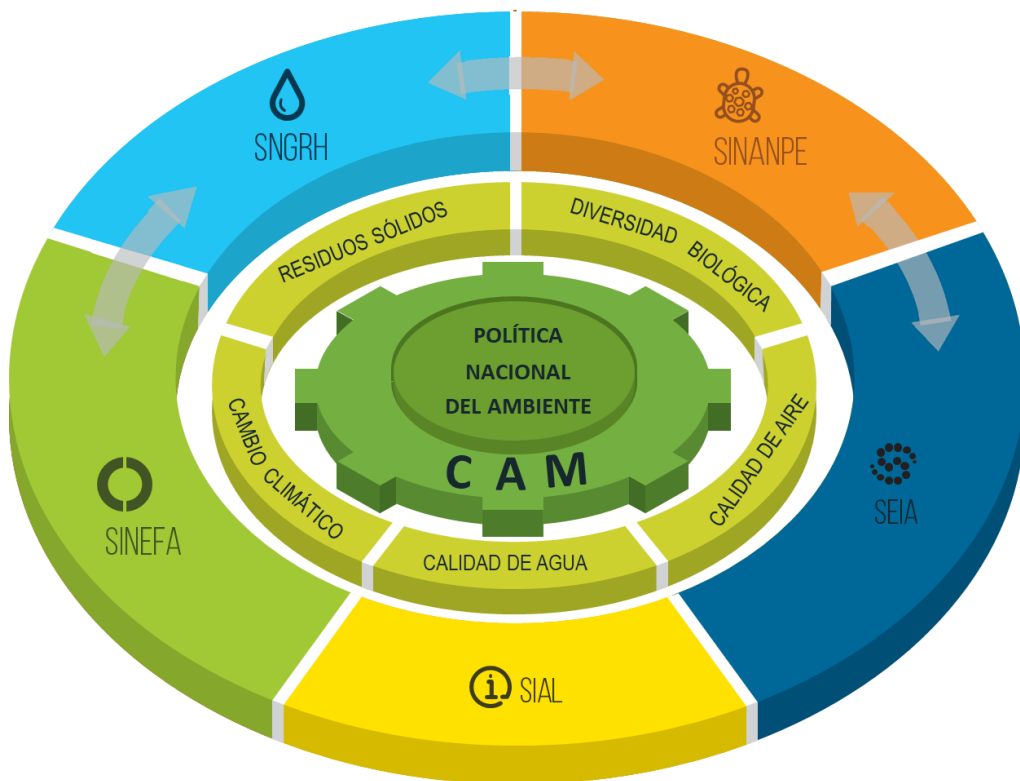 SNGRH
SINANPE
RESIDUOS SÓLIDOS
DIVERSIDAD BIOLÓGICA
POLÍTICA
NACIONAL
DEL AMBIENTE
CAM
CAMBIO CLIMÁTICO
CALIDAD DE AIRE
CALIDAD DE AGUA
SINEFA
SEIA
i SIAL